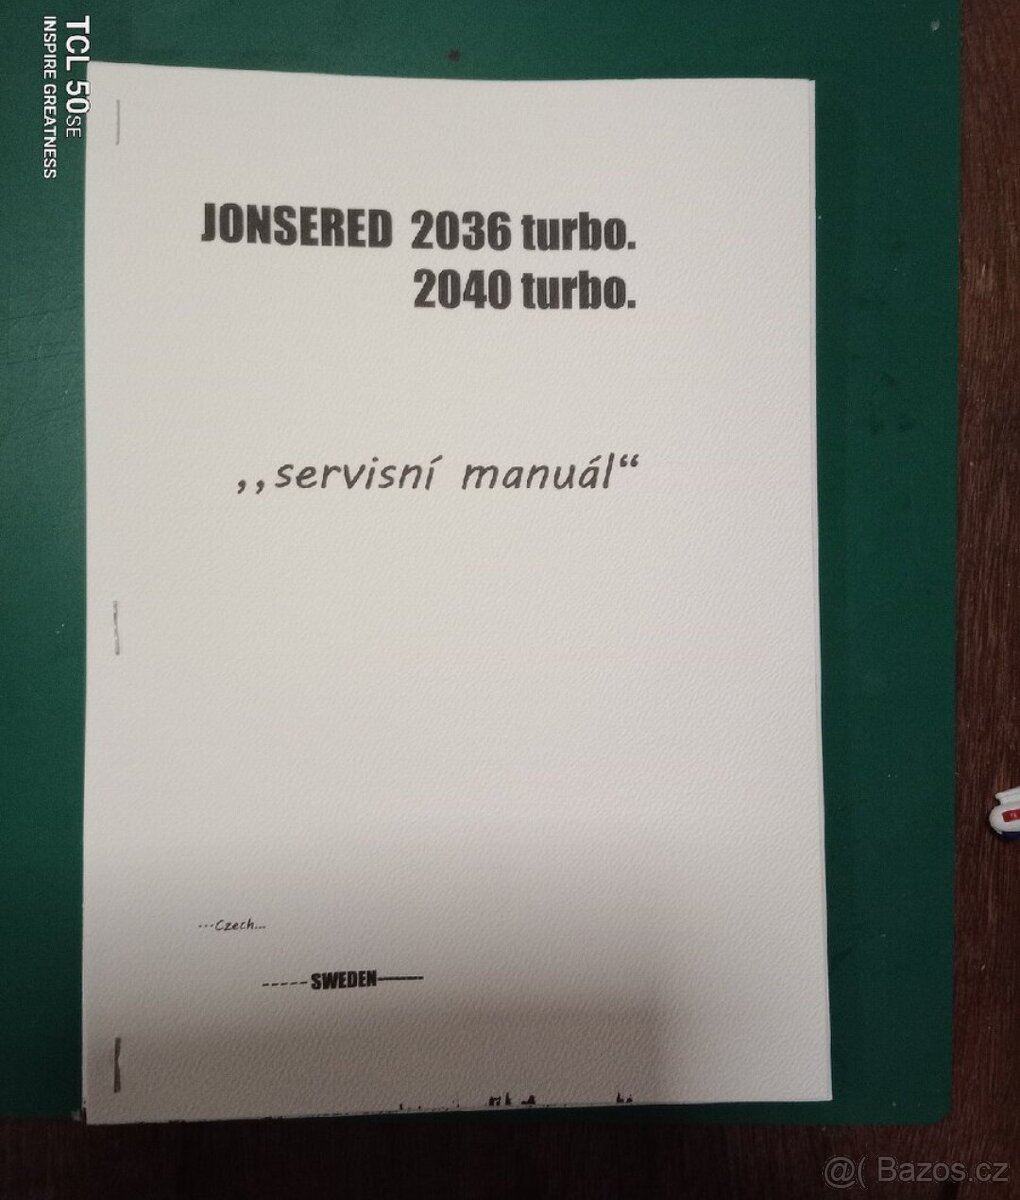 TCL 50SE
INSPIRE GREATNESS
JONSERED 2036 turbo.
2040 turbo.
,,servisní manuál“
---Czech...
-----SWEDEN———
@( Bazos.cz